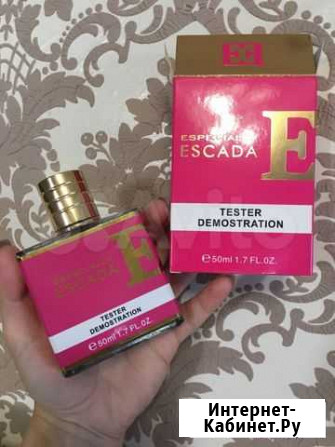 ESPECIALLY
ESCADA
E
TESTER
DEMOSTRATION
℮50ml 1.7 FL.OZ.
ESCADA
E
TESTER
DEMOSTRATION
℮50ml 1.7 FL.OZ.
Avito
Интернет-
Кабинет.Ру